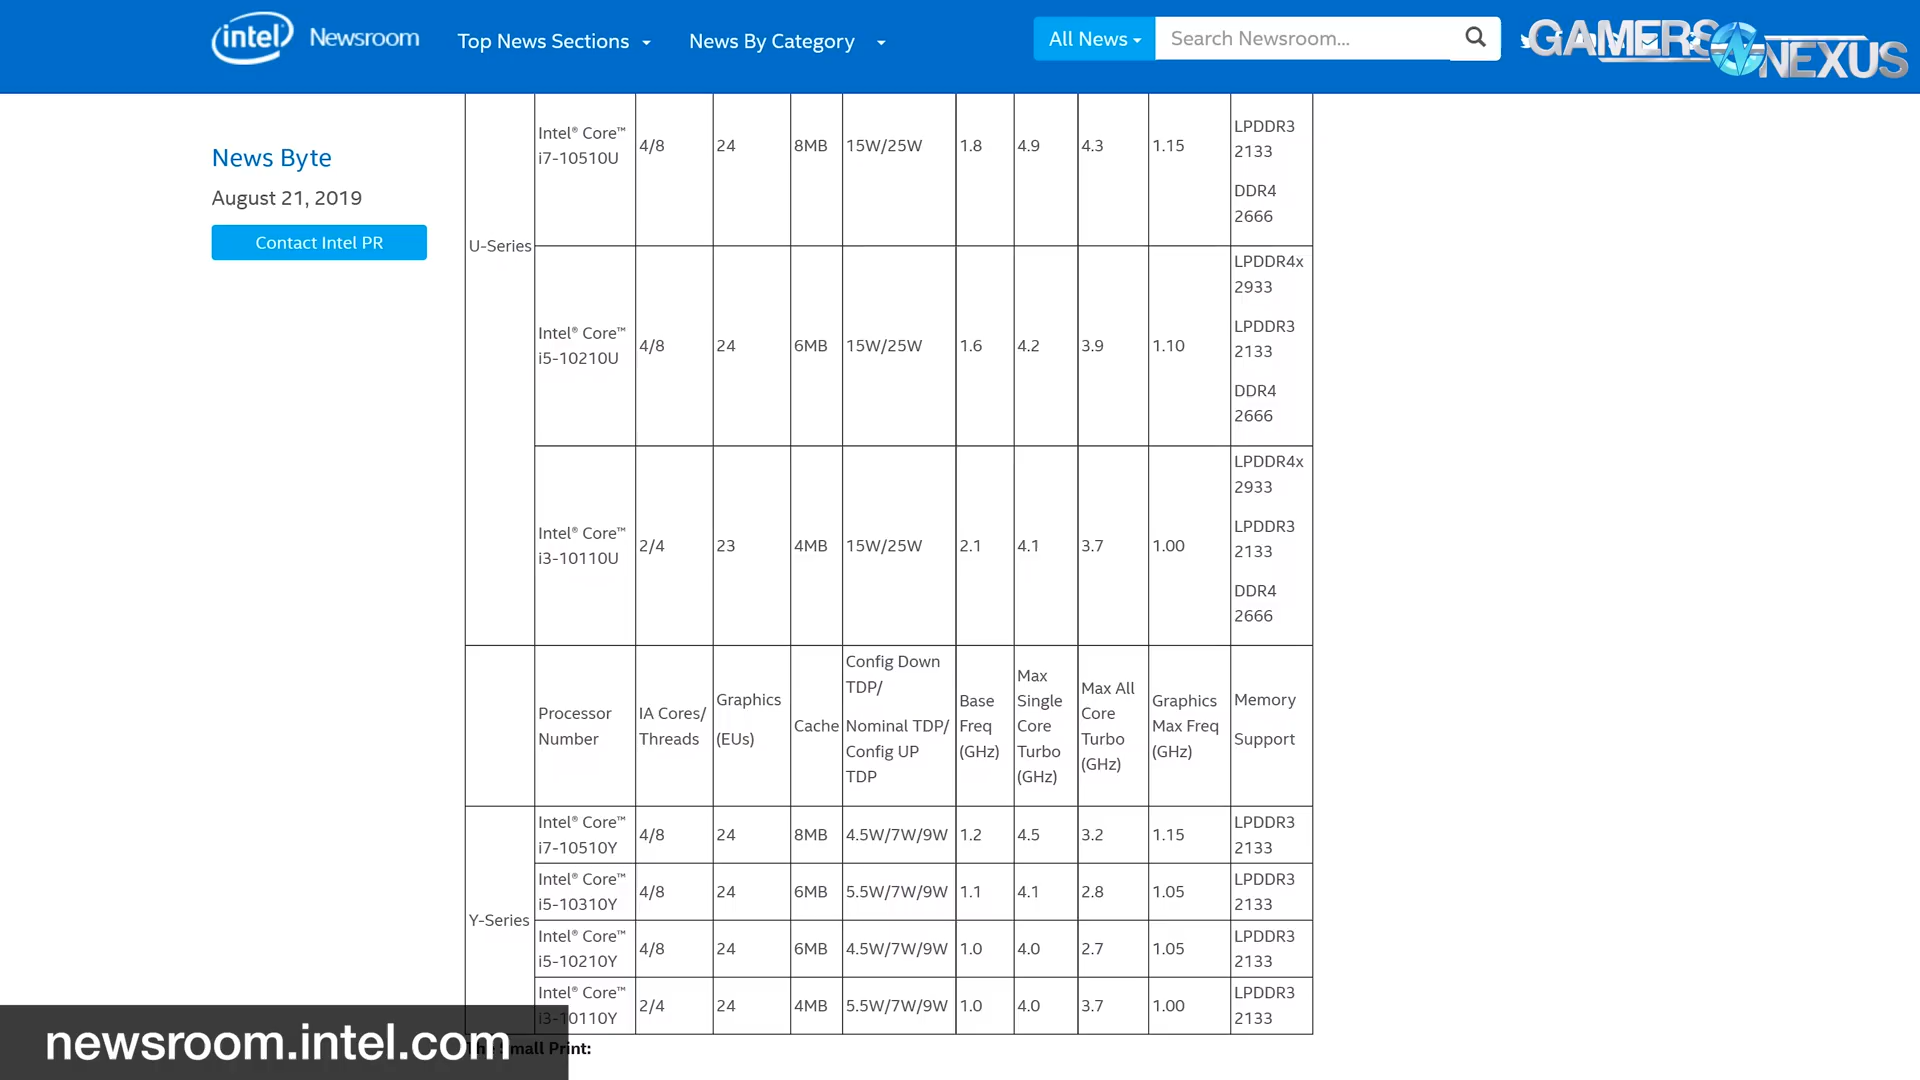 intel Newsroom Top News Sections News By Category All News Search Newsroom... GAMERS NEXUS
News Byte
August 21, 2019
Contact Intel PR
U-Series
Intel® Core™ i7-10510U 4/8 24 8MB 15W/25W 1.8 4.9 4.3 1.15 LPDDR3 2133 DDR4 2666
Intel® Core™ i5-10210U 4/8 24 6MB 15W/25W 1.6 4.2 3.9 1.10 LPDDR4x 2933 LPDDR3 2133 DDR4 2666
Intel® Core™ i3-10110U 2/4 23 4MB 15W/25W 2.1 4.1 3.7 1.00 LPDDR4x 2933 LPDDR3 2133 DDR4 2666
Processor Number IA Cores/ Threads Graphics (EUs) Cache Config Down TDP/ Nominal TDP/ Config UP TDP Base Freq (GHz) Max Single Core Turbo (GHz) Max All Core Turbo (GHz) Graphics Max Freq (GHz) Memory Support
Y-Series
Intel® Core™ i7-10510Y 4/8 24 8MB 4.5W/7W/9W 1.2 4.5 3.2 1.15 LPDDR3 2133
Intel® Core™ i5-10310Y 4/8 24 6MB 5.5W/7W/9W 1.1 4.1 2.8 1.05 LPDDR3 2133
Intel® Core™ i5-10210Y 4/8 24 6MB 4.5W/7W/9W 1.0 4.0 2.7 1.05 LPDDR3 2133
Intel® Core™ i3-10110Y 2/4 24 4MB 5.5W/7W/9W 1.0 4.0 3.7 1.00 LPDDR3 2133
The Small Print:
newsroom.intel.com